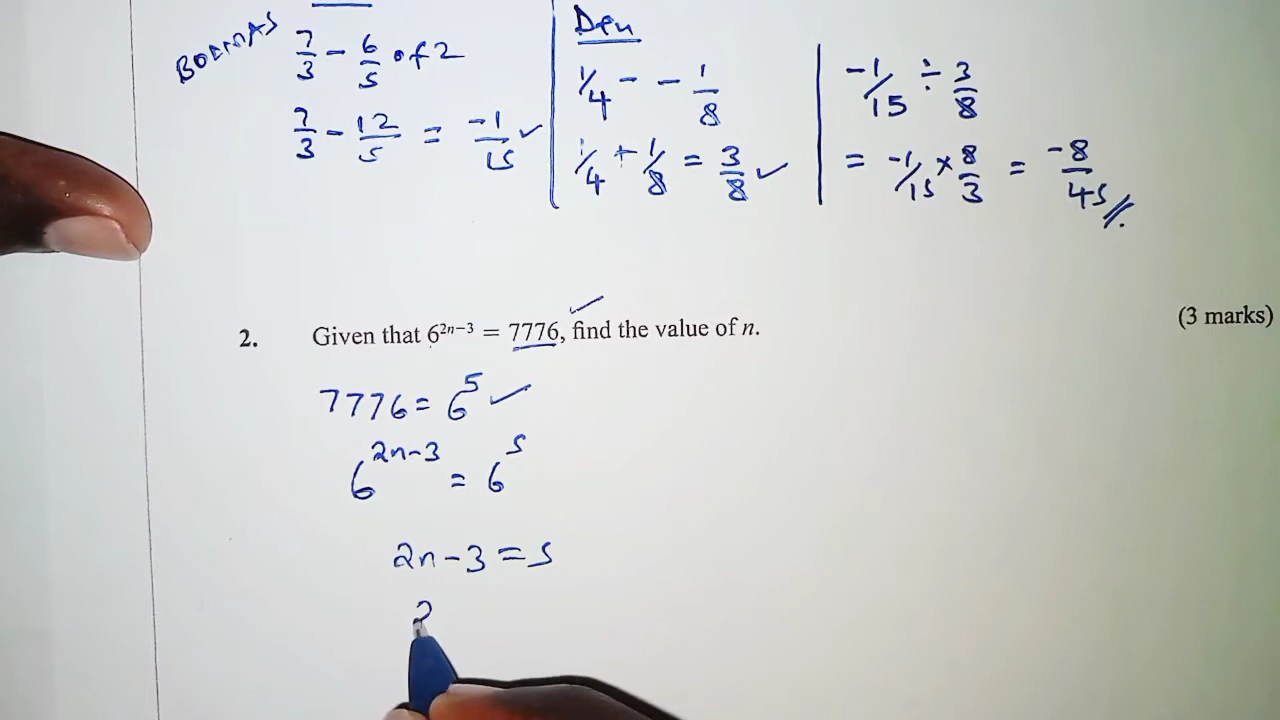 BODMAS 7/3 - 6/5 of 2
7/3 - 12/5 = -1/15 ✓
Den
1/4 - - 1/8
1/4 + 1/8 = 3/8 ✓
-1/15 ÷ 3/8
= -1/15 × 8/3 = -8/45 //.
2. Given that 6^{2n-3} = 7776, find the value of n. (3 marks)
7776 = 6^5 ✓
6^{2n-3} = 6^5
2n - 3 = 5
2